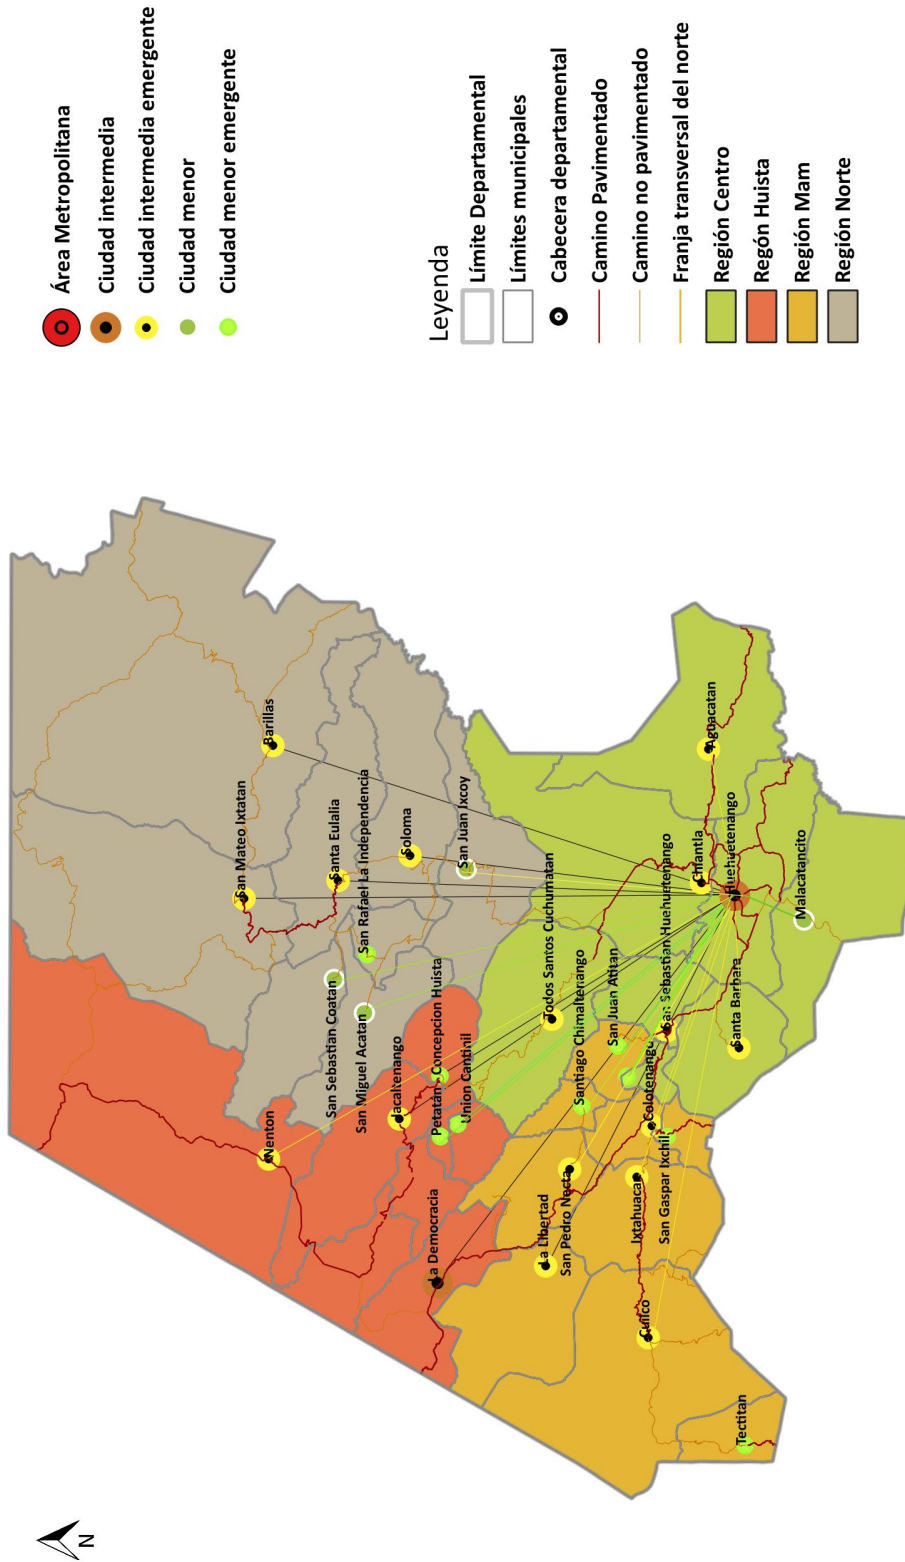 N
Barillas
San Mateo Ixtatan
Santa Eulalia
San Rafael La Independencia
Soloma
San Juan Ixcoy
San Sebastian Coatan
San Miguel Acatan
Nenton
Jacaltenango
Petatan
Concepcion Huista
Union Cantinil
La Democracia
Todos Santos Cuchumatan
Santiago Chimaltenango
San Juan Atitan
San Sebastian Huehuetenango
La Libertad
San Pedro Necta
Colotenango
Ixtahuacan
San Gaspar Ixchil
Cuilco
Tectitan
Santa Barbara
Aguacatan
Chiantla
Huehuetenango
Malacatancito
Área Metropolitana
Ciudad intermedia
Ciudad intermedia emergente
Ciudad menor
Ciudad menor emergente
Leyenda
Límite Departamental
Límites municipales
Cabecera departamental
Camino Pavimentado
Camino no pavimentado
Franja transversal del norte
Región Centro
Regón Huista
Región Mam
Región Norte